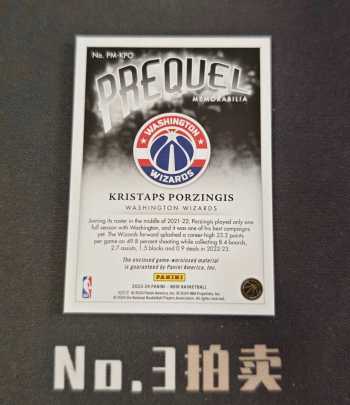 No. PM-KPO
PREQUEL
MEMORABILIA
WASHINGTON
WIZARDS
KRISTAPS PORZINGIS
WASHINGTON WIZARDS
Joining its roster in the middle of 2021-22, Porzingis played only one
full season with Washington, and it was one of his best campaigns
yet. The Wizards forward splashed a career-high 23.2 points
per game on 49.8 percent shooting while collecting 8.4 boards,
2.7 assists, 1.5 blocks and 0.9 steals in 2022-23.
The enclosed game-worn/used material
is guaranteed by Panini America, Inc.
PANINI
NBA
2023-24 PANINI - NOIR BASKETBALL
No.3拍卖